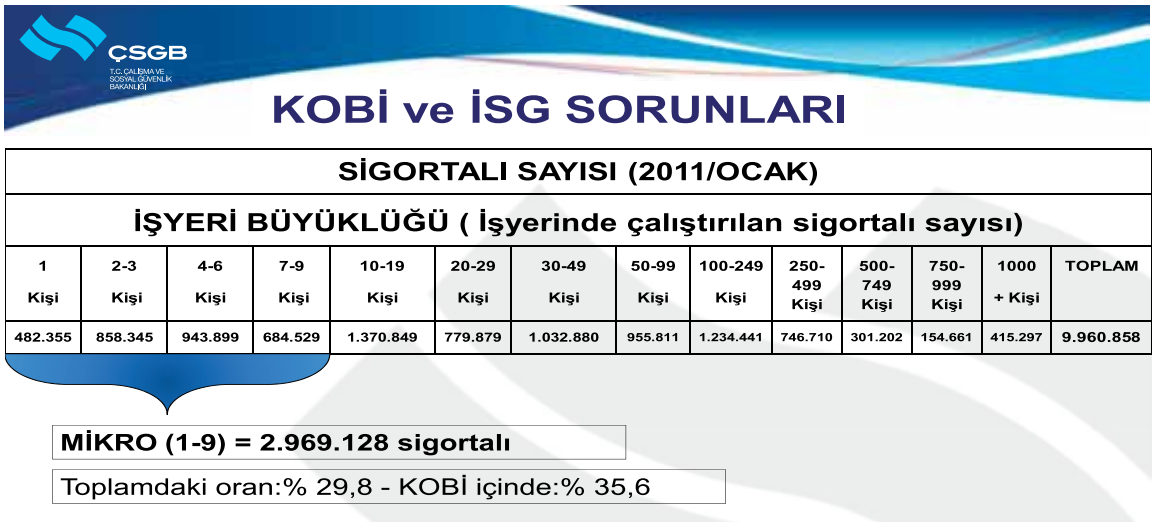 ÇSGB
T.C. ÇALIŞMA VE
SOSYAL GÜVENLİK
BAKANLIĞI
KOBİ ve İSG SORUNLARI
SİGORTALI SAYISI (2011/OCAK)
İŞYERİ BÜYÜKLÜĞÜ ( İşyerinde çalıştırılan sigortalı sayısı)
1 Kişi 2-3 Kişi 4-6 Kişi 7-9 Kişi 10-19 Kişi 20-29 Kişi 30-49 Kişi 50-99 Kişi 100-249 Kişi 250-499 Kişi 500-749 Kişi 750-999 Kişi 1000 + Kişi TOPLAM
482.355 858.345 943.899 684.529 1.370.849 779.879 1.032.880 955.811 1.234.441 746.710 301.202 154.661 415.297 9.960.858
MİKRO (1-9) = 2.969.128 sigortalı
Toplamdaki oran:% 29,8 - KOBİ içinde:% 35,6